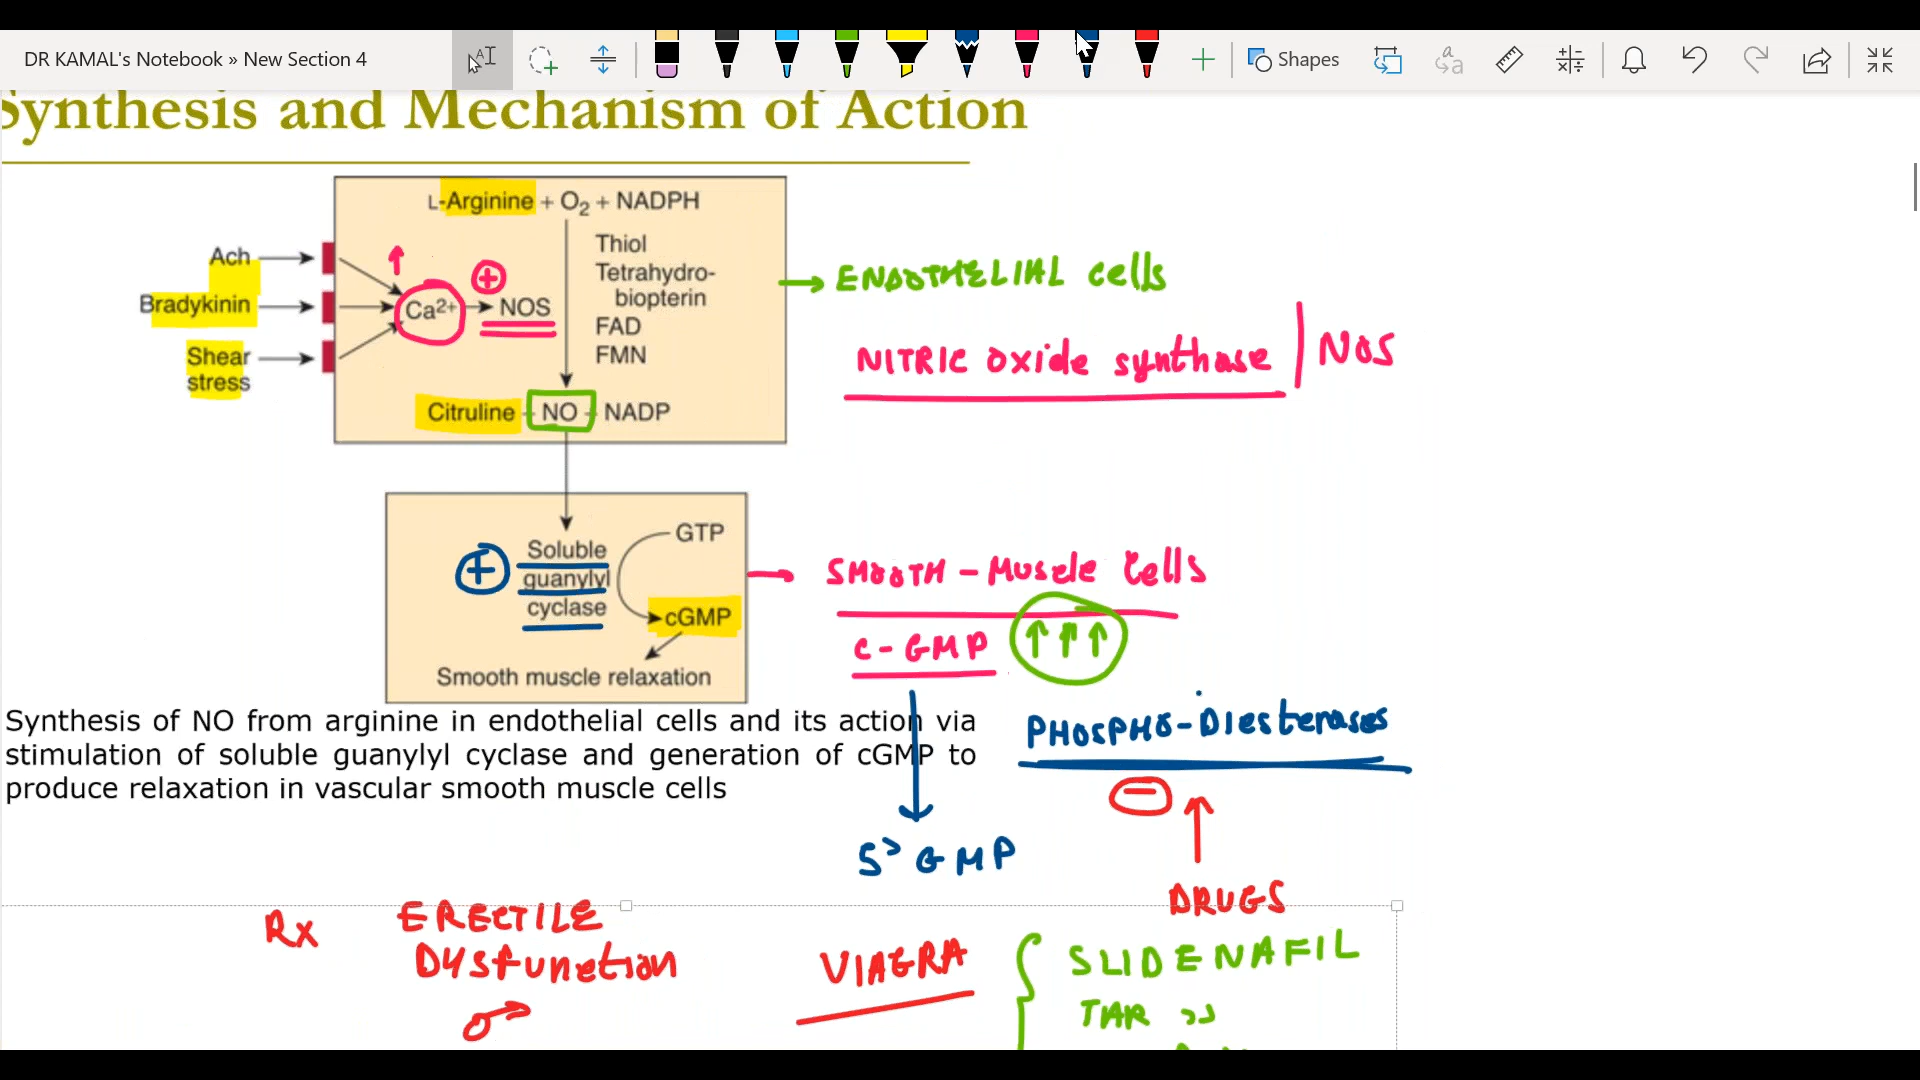 DR KAMAL's Notebook » New Section 4
Shapes
Synthesis and Mechanism of Action
L-Arginine + O2 + NADPH
Ach
Bradykinin
Shear
stress
Ca2+
NOS
Thiol
Tetrahydro-
biopterin
FAD
FMN
Citruline + NO + NADP
ENDOTHELIAL cells
NITRIC OXide synthase | NOS
GTP
Soluble
guanylyl
cyclase
cGMP
Smooth muscle relaxation
SMOOTH - Muscle Cells
C - GMP
Synthesis of NO from arginine in endothelial cells and its action via
stimulation of soluble guanylyl cyclase and generation of cGMP to
produce relaxation in vascular smooth muscle cells
PHOSPHO-Diesterases
5' GMP
DRUGS
Rx
ERECTILE
Dysfunction
VIAGRA
SLIDENAFIL
TAR